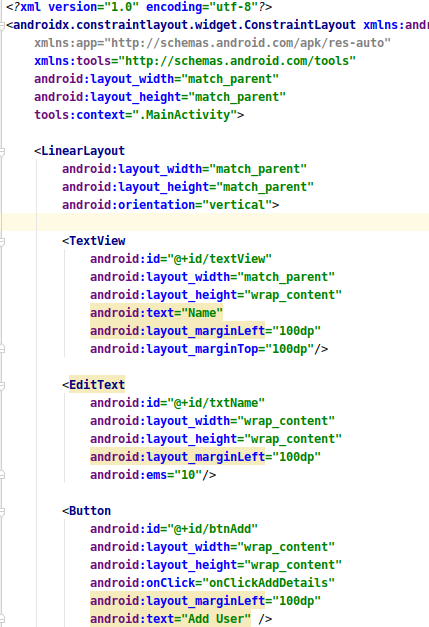 <?xml version="1.0" encoding="utf-8"?>
<androidx.constraintlayout.widget.ConstraintLayout xmlns:andr
xmlns:app="http://schemas.android.com/apk/res-auto"
xmlns:tools="http://schemas.android.com/tools"
android:layout_width="match_parent"
android:layout_height="match_parent"
tools:context=".MainActivity">
<LinearLayout
android:layout_width="match_parent"
android:layout_height="match_parent"
android:orientation="vertical">
<TextView
android:id="@+id/textView"
android:layout_width="match_parent"
android:layout_height="wrap_content"
android:text="Name"
android:layout_marginLeft="100dp"
android:layout_marginTop="100dp"/>
<EditText
android:id="@+id/txtName"
android:layout_width="wrap_content"
android:layout_height="wrap_content"
android:layout_marginLeft="100dp"
android:ems="10"/>
<Button
android:id="@+id/btnAdd"
android:layout_width="wrap_content"
android:layout_height="wrap_content"
android:onClick="onClickAddDetails"
android:layout_marginLeft="100dp"
android:text="Add User" />